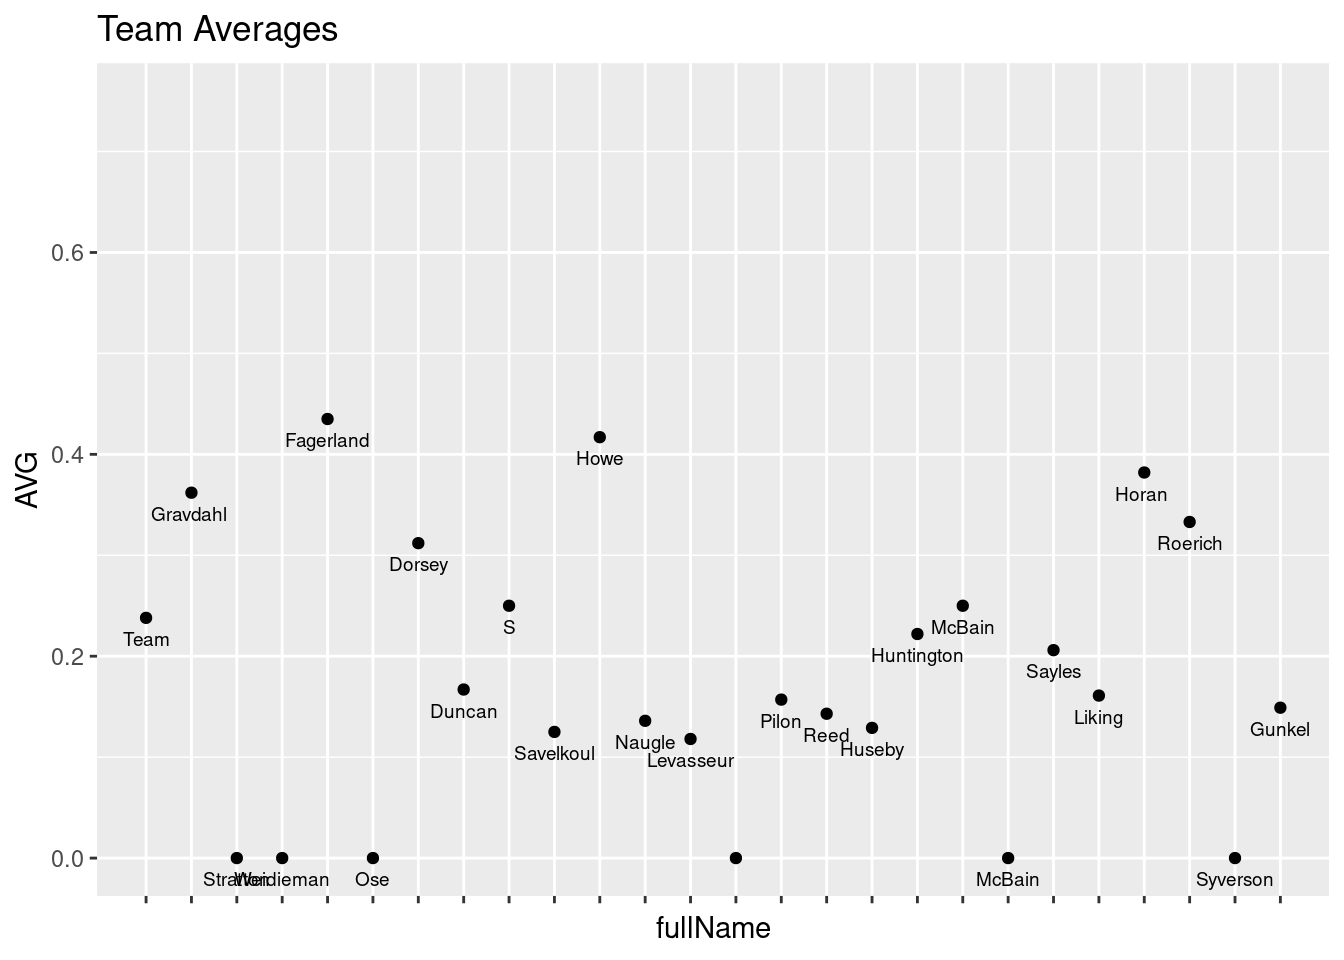 Team Averages
0.6
0.4
0.2
0.0
AVG
Fagerland
Howe
Horan
Gravdahl
Roerich
Dorsey
S
McBain
Team
Huntington
Sayles
Duncan
Liking
Pilon
Gunkel
Reed
Naugle
Huseby
Savelkoul
Levasseur
Ose
McBain
Syverson
fullName